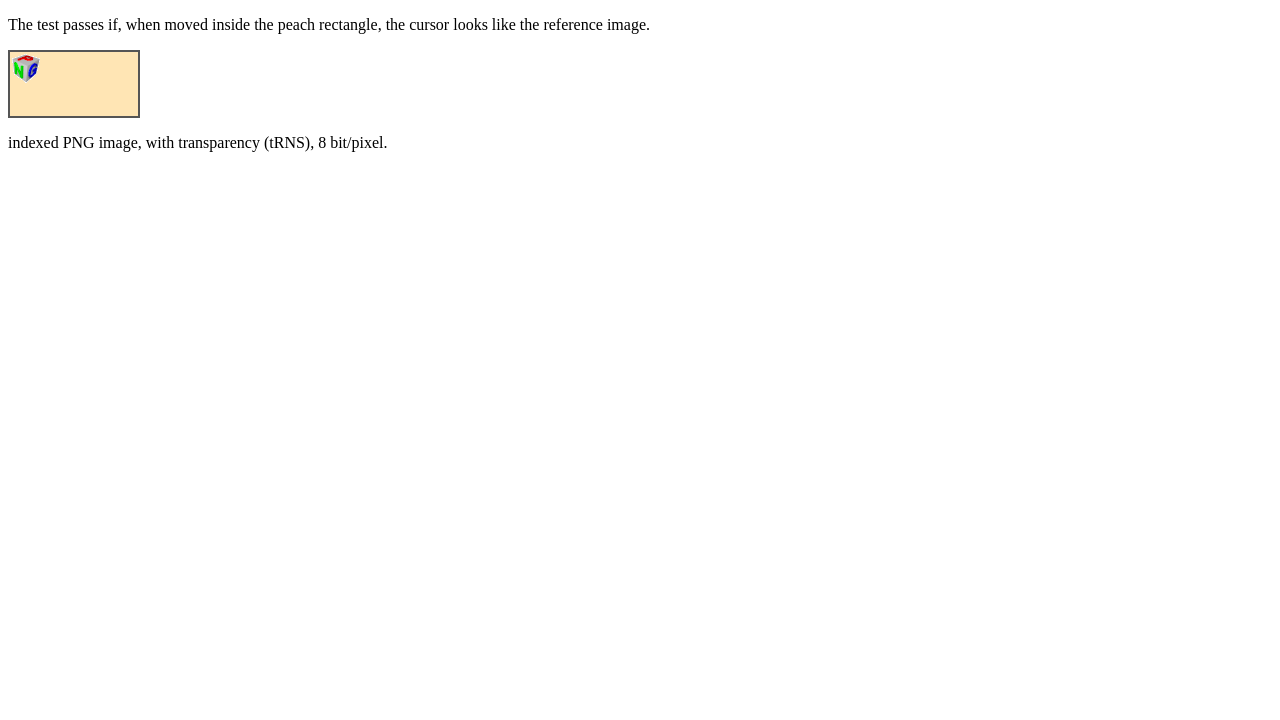 The test passes if, when moved inside the peach rectangle, the cursor looks like the reference image.
PNG
indexed PNG image, with transparency (tRNS), 8 bit/pixel.